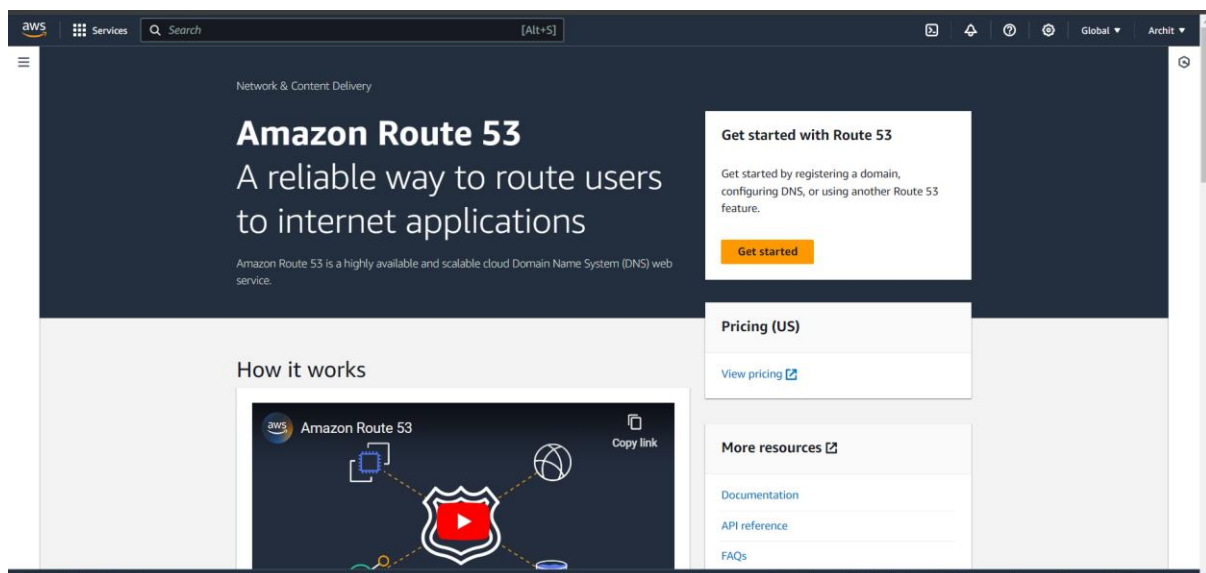 aws
Services
Search
[Alt+S]
Global
Archit
Network & Content Delivery
Amazon Route 53
A reliable way to route users
to internet applications
Amazon Route 53 is a highly available and scalable cloud Domain Name System (DNS) web
service.
Get started with Route 53
Get started by registering a domain,
configuring DNS, or using another Route 53
feature.
Get started
Pricing (US)
View pricing
How it works
aws
Amazon Route 53
Copy link
More resources
Documentation
API reference
FAQs